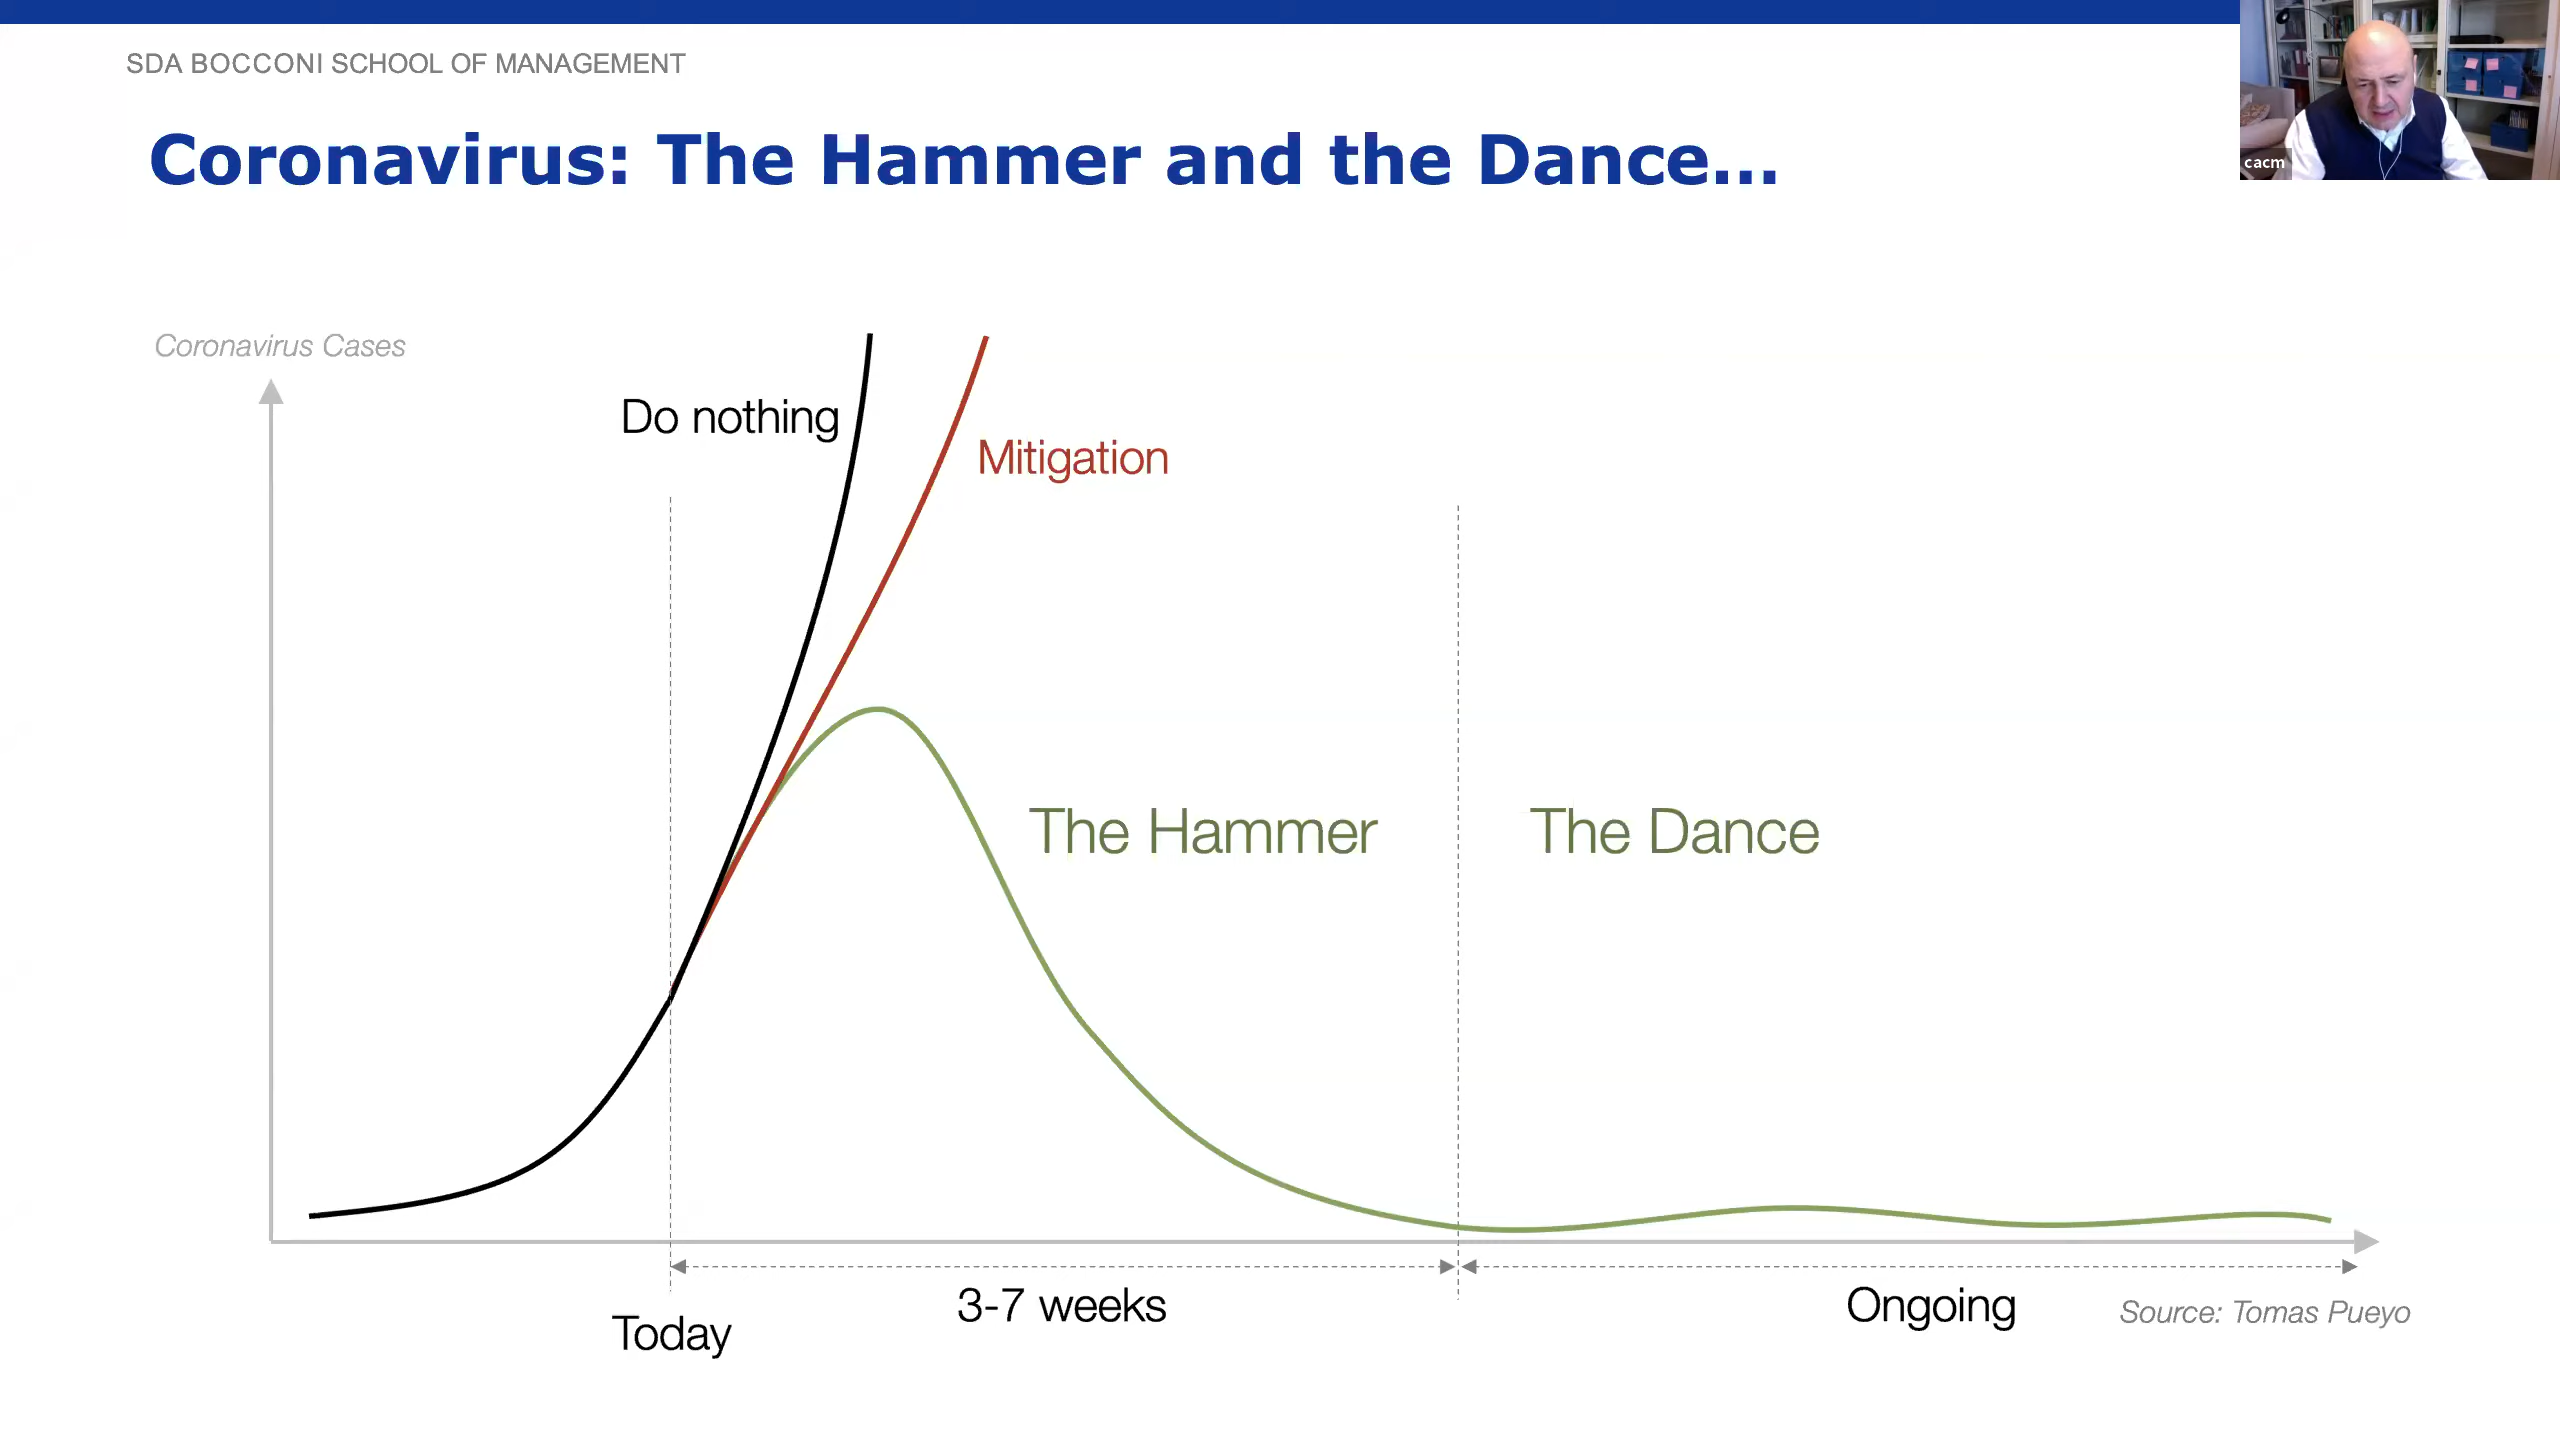 SDA BOCCONI SCHOOL OF MANAGEMENT
cacm
Coronavirus: The Hammer and the Dance...
Coronavirus Cases
Do nothing
Mitigation
The Hammer
The Dance
3-7 weeks
Ongoing
Source: Tomas Pueyo
Today